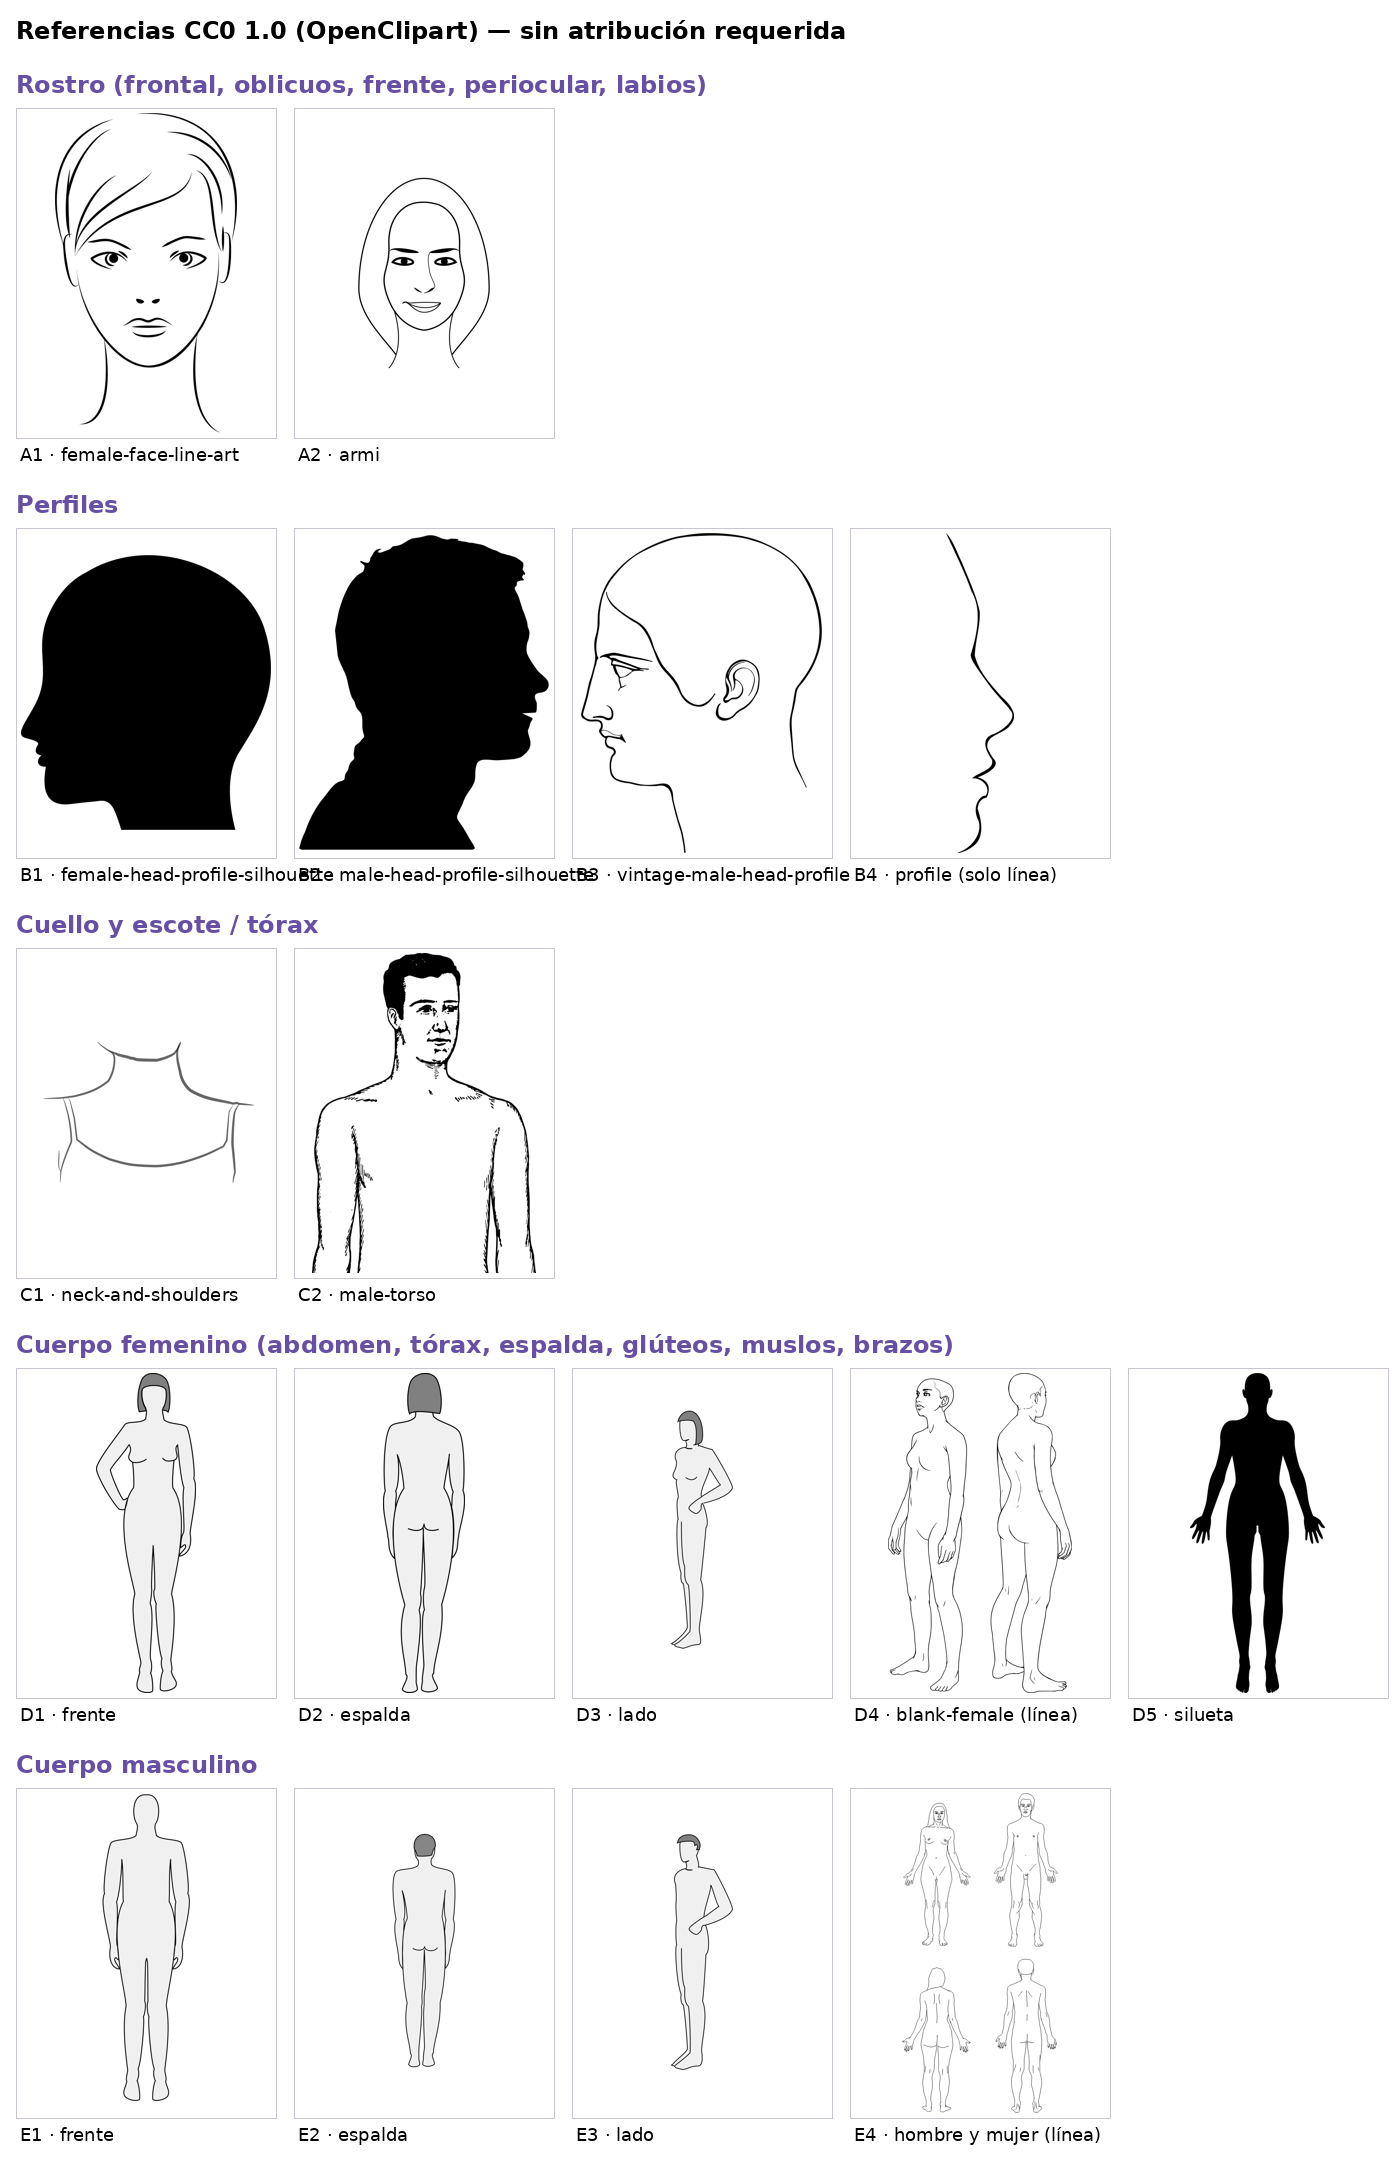 Referencias CC0 1.0 (OpenClipart) — sin atribución requerida
Rostro (frontal, oblicuos, frente, periocular, labios)
A1 · female-face-line-art
A2 · armi
Perfiles
B1 · female-head-profile-silhouette
B2 · male-head-profile-silhouette
B3 · vintage-male-head-profile
B4 · profile (solo línea)
Cuello y escote / tórax
C1 · neck-and-shoulders
C2 · male-torso
Cuerpo femenino (abdomen, tórax, espalda, glúteos, muslos, brazos)
D1 · frente
D2 · espalda
D3 · lado
D4 · blank-female (línea)
D5 · silueta
Cuerpo masculino
E1 · frente
E2 · espalda
E3 · lado
E4 · hombre y mujer (línea)